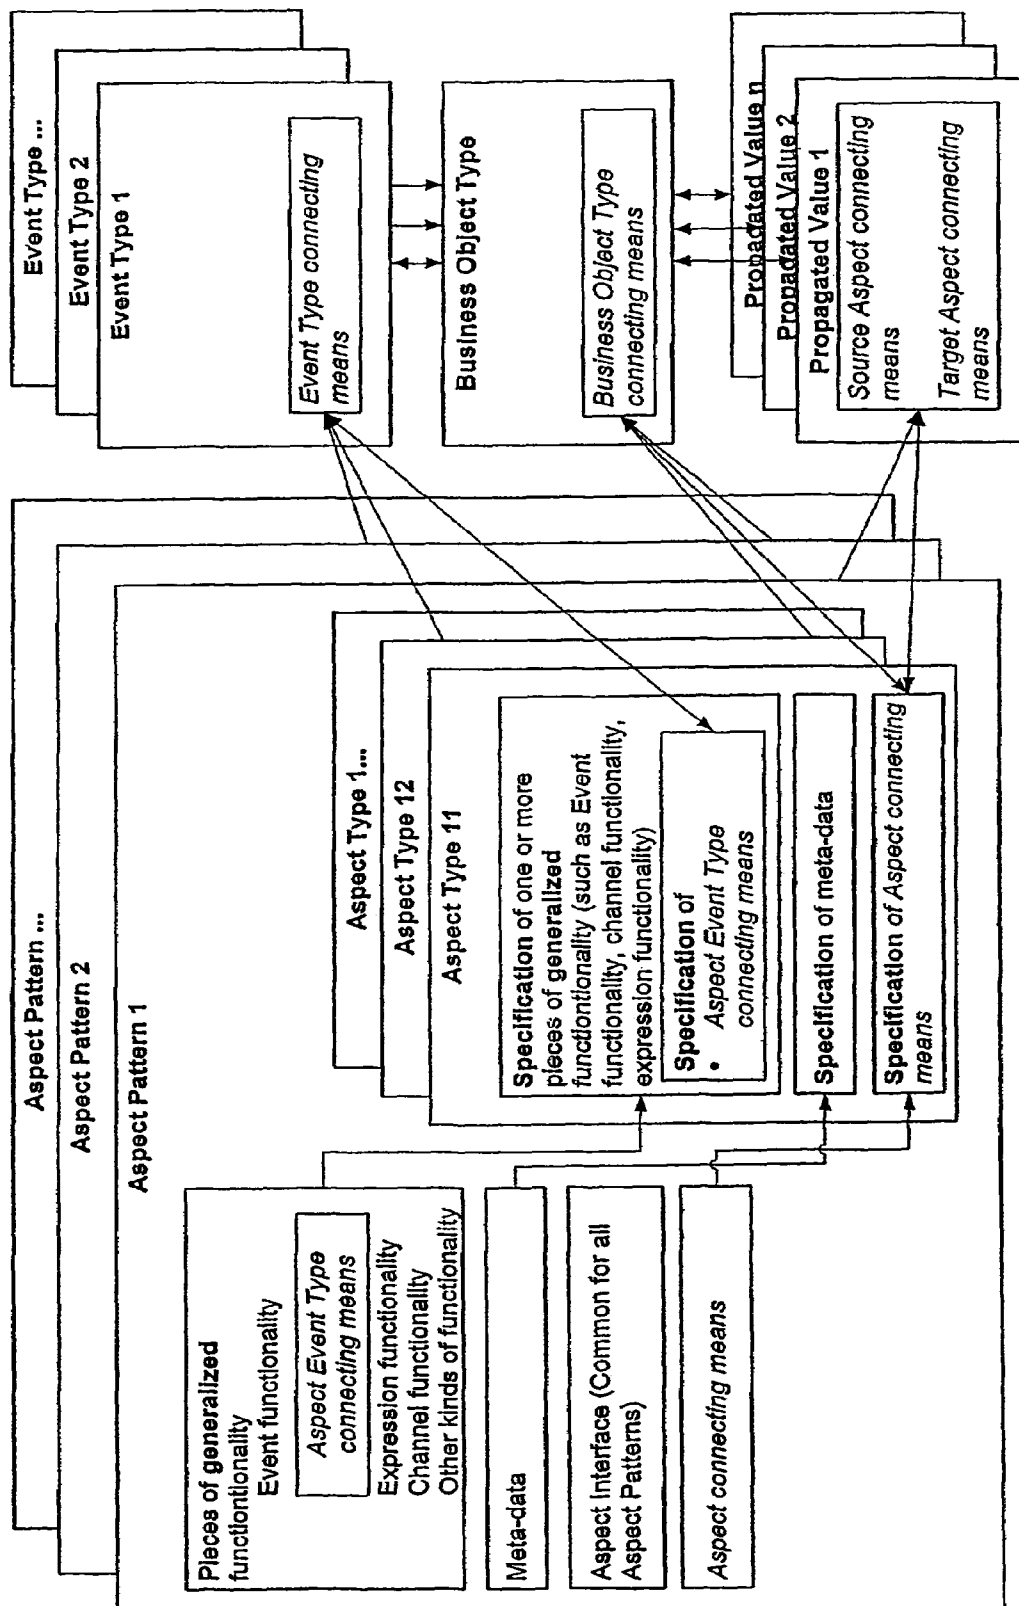 Aspect Pattern ...
Aspect Pattern 2
Aspect Pattern 1
Pieces of generalized
functiontionality
Event functionality
Aspect Event Type
connecting means
Expression functionality
Channel functionality
Other kinds of functionality
Meta-data
Aspect Interface (Common for all
Aspect Patterns)
Aspect connecting means
Aspect Type 1...
Aspect Type 12
Aspect Type 11
Specification of one or more
pieces of generalized
functiontionality (such as Event
functionality, channel functionality,
expression functionality)
Specification of
• Aspect Event Type
connecting means
Specification of meta-data
Specification of Aspect connecting
means
Event Type ...
Event Type 2
Event Type 1
Event Type connecting
means
Business Object Type
Business Object Type
connecting means
Propagated Value n
Propagated Value 2
Propagated Value 1
Source Aspect connecting
means
Target Aspect connecting
means